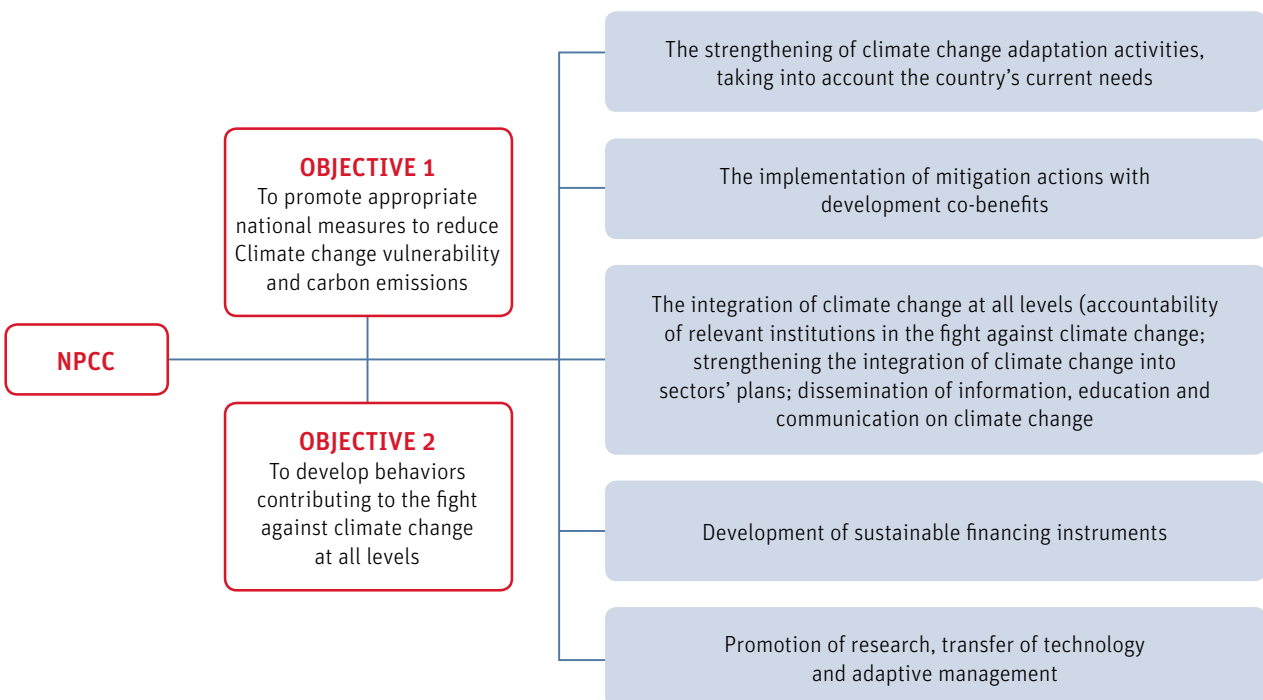 NPCC
OBJECTIVE 1
To promote appropriate
national measures to reduce
Climate change vulnerability
and carbon emissions
OBJECTIVE 2
To develop behaviors
contributing to the fight
against climate change
at all levels
The strengthening of climate change adaptation activities,
taking into account the country’s current needs
The implementation of mitigation actions with
development co-benefits
The integration of climate change at all levels (accountability
of relevant institutions in the fight against climate change;
strengthening the integration of climate change into
sectors’ plans; dissemination of information, education and
communication on climate change
Development of sustainable financing instruments
Promotion of research, transfer of technology
and adaptive management